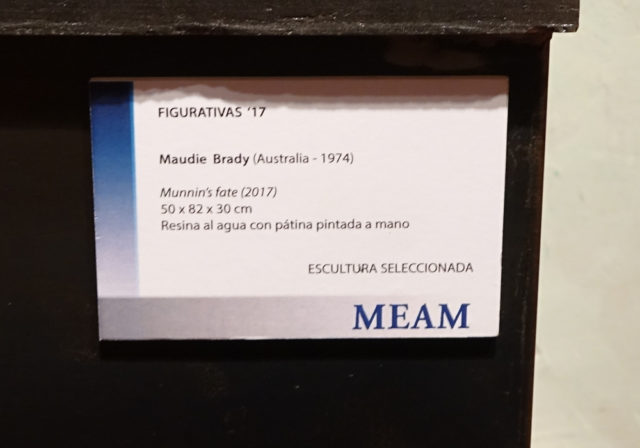 FIGURATIVAS '17
Maudie Brady (Australia - 1974)
Munnin's fate (2017)
50 x 82 x 30 cm
Resina al agua con pátina pintada a mano
ESCULTURA SELECCIONADA
MEAM